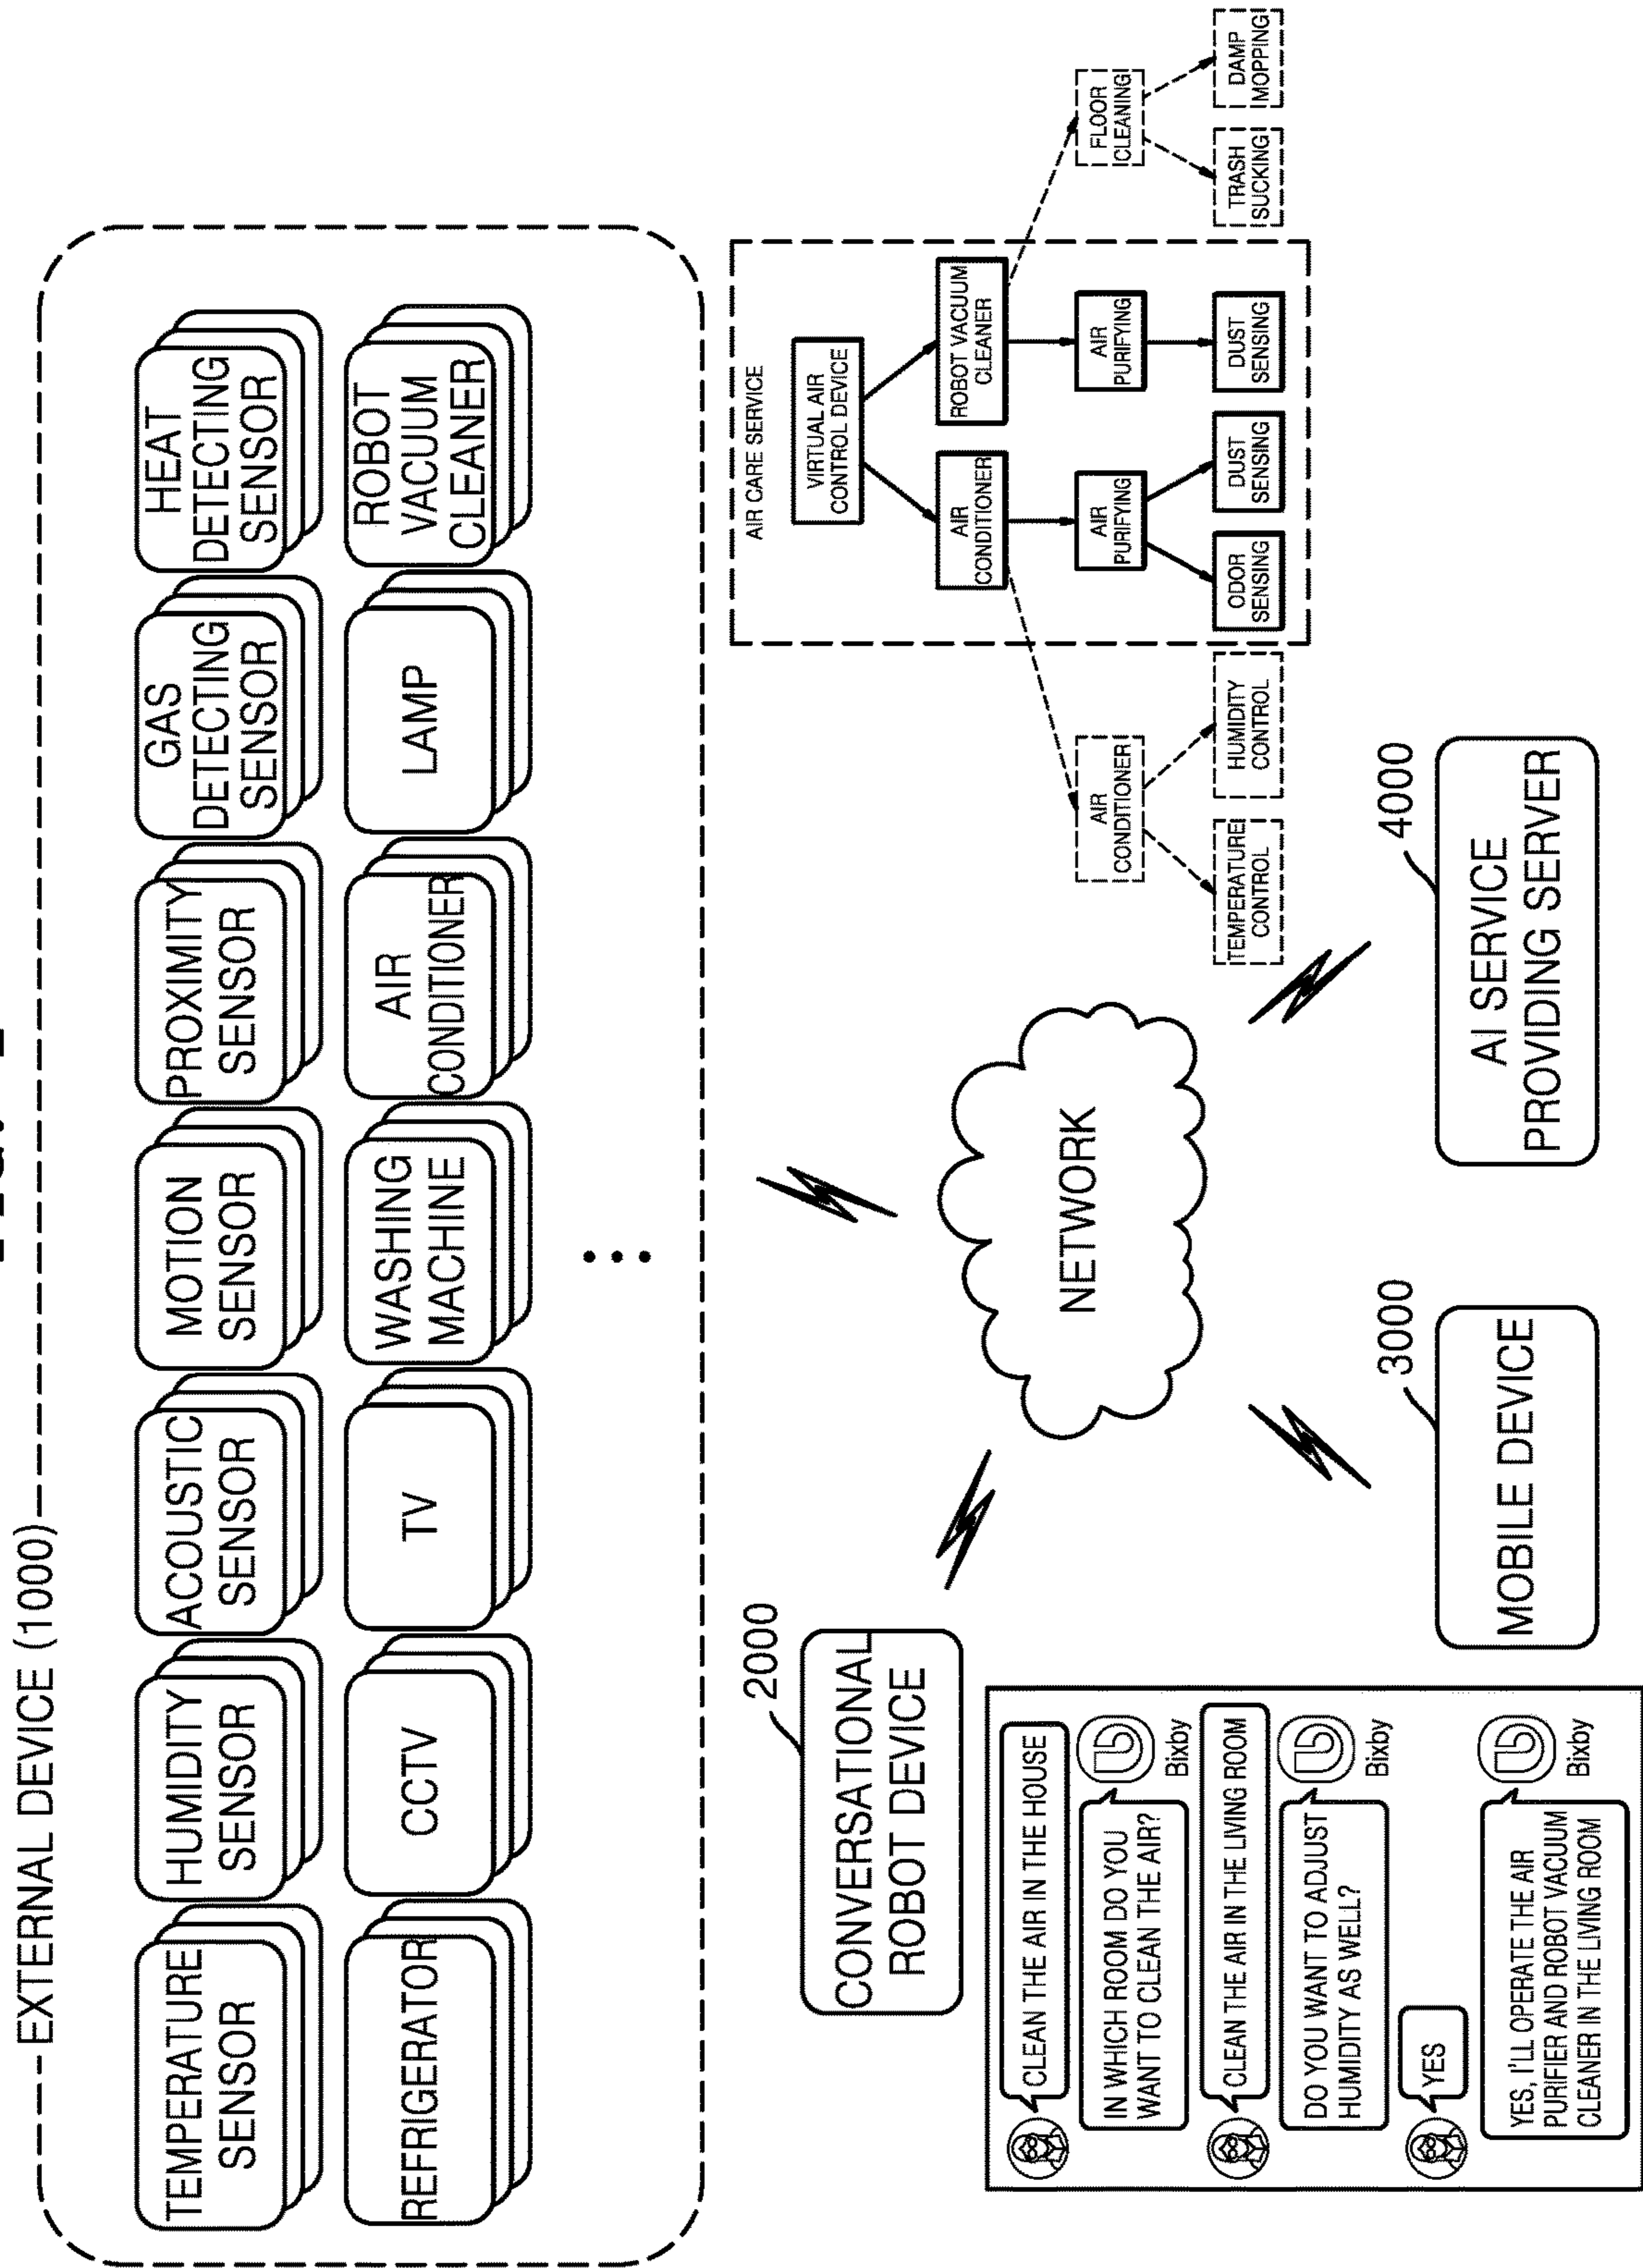 EXTERNAL DEVICE (1000)
TEMPERATURE
SENSOR
HUMIDITY
SENSOR
ACOUSTIC
SENSOR
MOTION
SENSOR
PROXIMITY
SENSOR
GAS
DETECTING
SENSOR
HEAT
DETECTING
SENSOR
REFRIGERATOR
CCTV
TV
WASHING
MACHINE
AIR
CONDITIONER
LAMP
ROBOT
VACUUM
CLEANER
2000
CONVERSATIONAL
ROBOT DEVICE
CLEAN THE AIR IN THE HOUSE
IN WHICH ROOM DO YOU
WANT TO CLEAN THE AIR?
Bixby
CLEAN THE AIR IN THE LIVING ROOM
DO YOU WANT TO ADJUST
HUMIDITY AS WELL?
Bixby
YES
YES, I'LL OPERATE THE AIR
PURIFIER AND ROBOT VACUUM
CLEANER IN THE LIVING ROOM
Bixby
NETWORK
3000
MOBILE DEVICE
4000
AI SERVICE
PROVIDING SERVER
AIR CARE SERVICE
VIRTUAL AIR
CONTROL DEVICE
AIR
CONDITIONER
ROBOT VACUUM
CLEANER
AIR
CONDITIONER
AIR
PURIFYING
AIR
PURIFYING
FLOOR
CLEANING
TEMPERATURE
CONTROL
HUMIDITY
CONTROL
ODOR
SENSING
DUST
SENSING
DUST
SENSING
TRASH
SUCKING
DAMP
MOPPING